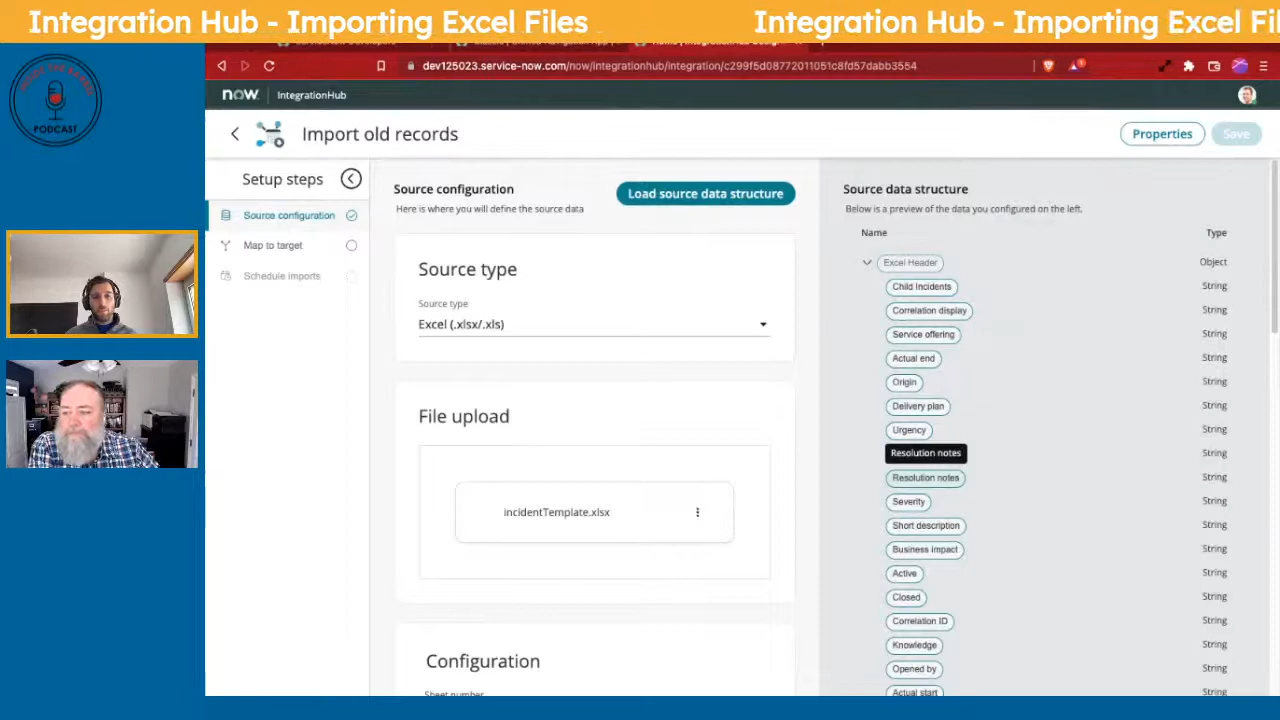 Integration Hub - Importing Excel Files
Integration Hub - Importing Excel Fi
PODCAST
dev125023.service-now.com/now/integrationhub/integration/c299f5d08772011051c8fd57dabb3554
now. IntegrationHub
Import old records
Properties
Save
Setup steps
Source configuration
Map to target
Schedule imports
Source configuration
Here is where you will define the source data
Load source data structure
Source type
Source type
Excel (.xlsx/.xls)
File upload
incidentTemplate.xlsx
Configuration
Sheet number
Source data structure
Below is a preview of the data you configured on the left.
Name Type
Excel Header Object
Child Incidents String
Correlation display String
Service offering String
Actual end String
Origin String
Delivery plan String
Urgency String
Resolution notes String
Resolution notes String
Severity String
Short description String
Business impact String
Active String
Closed String
Correlation ID String
Knowledge String
Opened by String
Actual start String